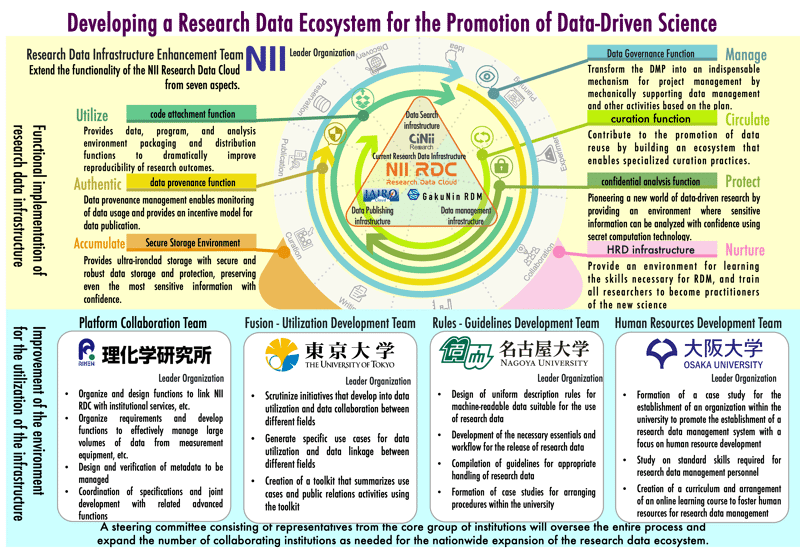 Developing a Research Data Ecosystem for the Promotion of Data-Driven Science
Research Data Infrastructure Enhancement Team
NII
Leader Organization
Extend the functionality of the NII Research Data Cloud
from seven aspects.
Functional implementation of
research data infrastructure
Utilize
code attachment function
Provides data, program, and analysis
environment packaging and distribution
functions to dramatically improve
reproducibility of research outcomes.
Authentic
data provenance function
Data provenance management enables
monitoring of data usage and provides an incentive model for
data publication.
Accumulate
Secure Storage Environment
Provides ultra-ironclad storage with secure and
robust data storage and protection, preserving
even the most sensitive information with
confidence.
Discovery
Idea
Planning
Experiment
Collaboration
Curation
Publication
Preservation
Data Search
infrastructure
CiNii
Research
Current Research Data Infrastructure
NII RDC
Research Data Cloud
JAIRO
Cloud
GakuNin RDM
Data Publishing
infrastructure
Data management
infrastructure
Data Governance Function
Manage
Transform the DMP into an indispensable
mechanism for project management by
mechanically supporting data management
and other activities based on the plan.
curation function
Circulate
Contribute to the promotion of data
reuse by building an ecosystem that
enables specialized curation practices.
confidential analysis function
Protect
Pioneering a new world of data-driven research by
providing an environment where sensitive
information can be analyzed with confidence using
secret computation technology.
HRD infrastructure
Nurture
Provide an environment for learning
the skills necessary for RDM, and train
all researchers to become practitioners
of the new science
Improvement of the environment
for the utilization of the infrastructure
Platform Collaboration Team
RIKEN
理化学研究所
Leader Organization
• Organize and design functions to link NII
RDC with institutional services, etc.
• Organize requirements and develop
functions to effectively manage large
volumes of data from measurement
equipment, etc.
• Design and verification of metadata to be
managed
• Coordination of specifications and joint
development with related advanced
functions
Fusion - Utilization Development Team
東京大学
THE UNIVERSITY OF TOKYO
Leader Organization
• Scrutinize initiatives that develop into data
utilization and data collaboration between
different fields
• Generate specific use cases for data
utilization and data linkage between
different fields
• Creation of a toolkit that summarizes use
cases and public relations activities using
the toolkit
Rules - Guidelines Development Team
名古屋大学
NAGOYA UNIVERSITY
Leader Organization
• Design of uniform description rules for
machine-readable data suitable for the use
of research data
• Development of the necessary essentials and
workflow for the release of research data
• Compilation of guidelines for appropriate
handling of research data
• Formation of case studies for arranging
procedures within the university
Human Resources Development Team
大阪大学
OSAKA UNIVERSITY
Leader Organization
• Formation of a case study for the
establishment of an organization within the
university to promote the establishment of a
research data management system with a
focus on human resource development
• Study on standard skills required for
research data management personnel
• Creation of a curriculum and arrangement of
an online learning course to foster human
resources for research data management
A steering committee consisting of representatives from the core group of institutions will oversee the entire process and
expand the number of collaborating institutions as needed for the nationwide expansion of the research data ecosystem.